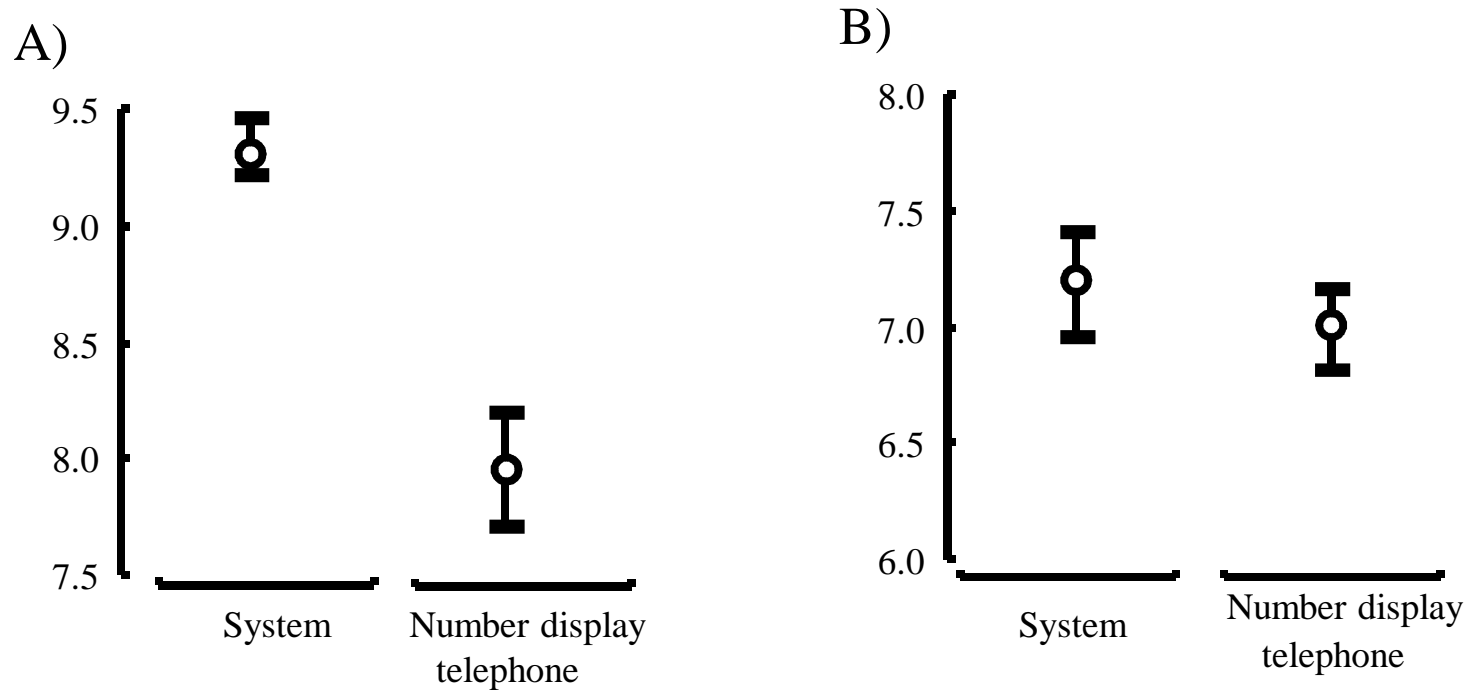 A)
9.5
9.0
8.5
8.0
7.5
System
Number display
telephone
B)
8.0
7.5
7.0
6.5
6.0
System
Number display
telephone